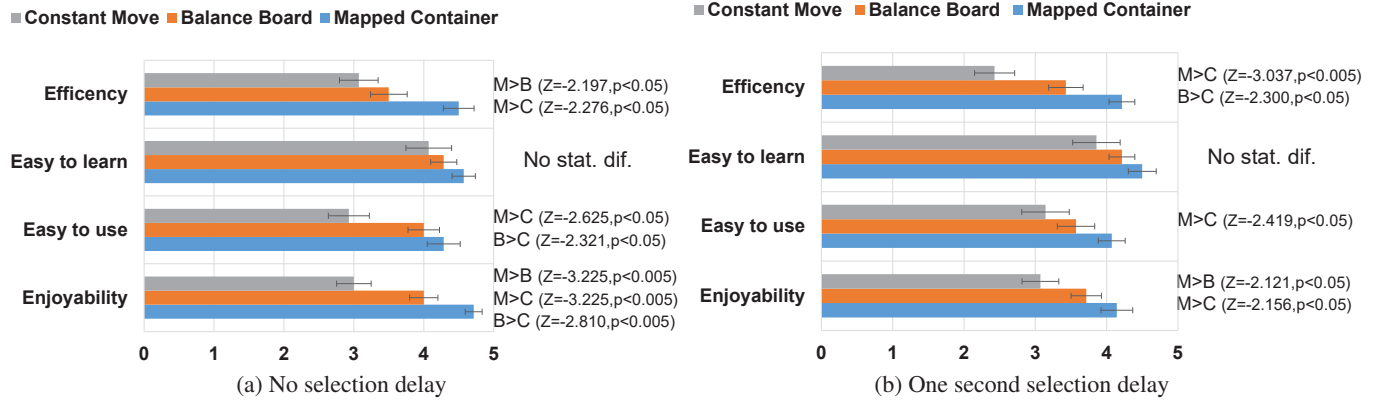 Constant Move Balance Board Mapped Container
Efficency
M>B (Z=-2.197,p<0.05)
M>C (Z=-2.276,p<0.05)
Easy to learn
No stat. dif.
Easy to use
M>C (Z=-2.625,p<0.05)
B>C (Z=-2.321,p<0.05)
Enjoyability
M>B (Z=-3.225,p<0.005)
M>C (Z=-3.225,p<0.005)
B>C (Z=-2.810,p<0.005)
0 1 2 3 4 5
(a) No selection delay
Constant Move Balance Board Mapped Container
Efficency
M>C (Z=-3.037,p<0.005)
B>C (Z=-2.300,p<0.05)
Easy to learn
No stat. dif.
Easy to use
M>C (Z=-2.419,p<0.05)
Enjoyability
M>B (Z=-2.121,p<0.05)
M>C (Z=-2.156,p<0.05)
0 1 2 3 4 5
(b) One second selection delay